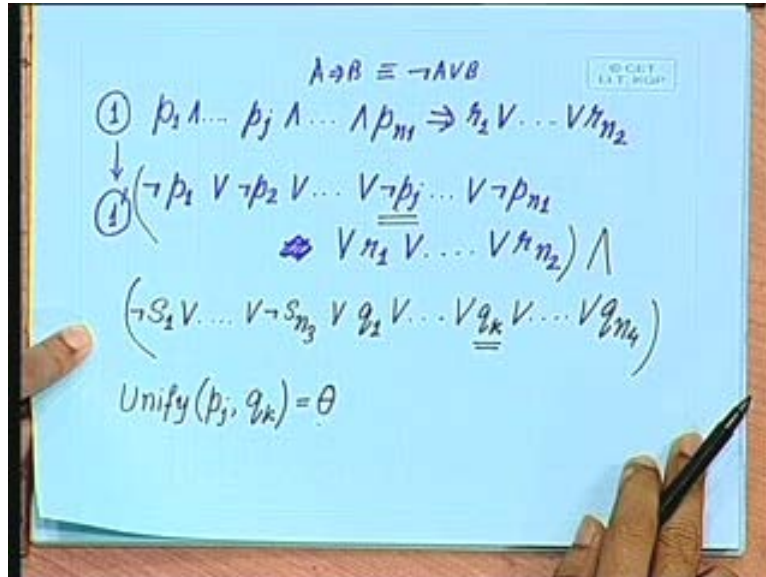 A ⇒ B ≡ ¬A ∨ B
© CET
I.I.T. KGP
① p₁ ∧ ... pⱼ ∧ ... ∧ pₙ₁ ⇒ r₁ ∨ ... ∨ rₙ₂
↓
①' (¬p₁ ∨ ¬p₂ ∨ ... ∨ ¬pⱼ ... ∨ ¬pₙ₁
∨ r₁ ∨ .... ∨ rₙ₂) ∧
(¬S₁ ∨ .... ∨ ¬Sₙ₃ ∨ q₁ ∨ ... ∨ qₖ ∨ .... ∨ qₙ₄)
Unify(pⱼ, qₖ) = θ